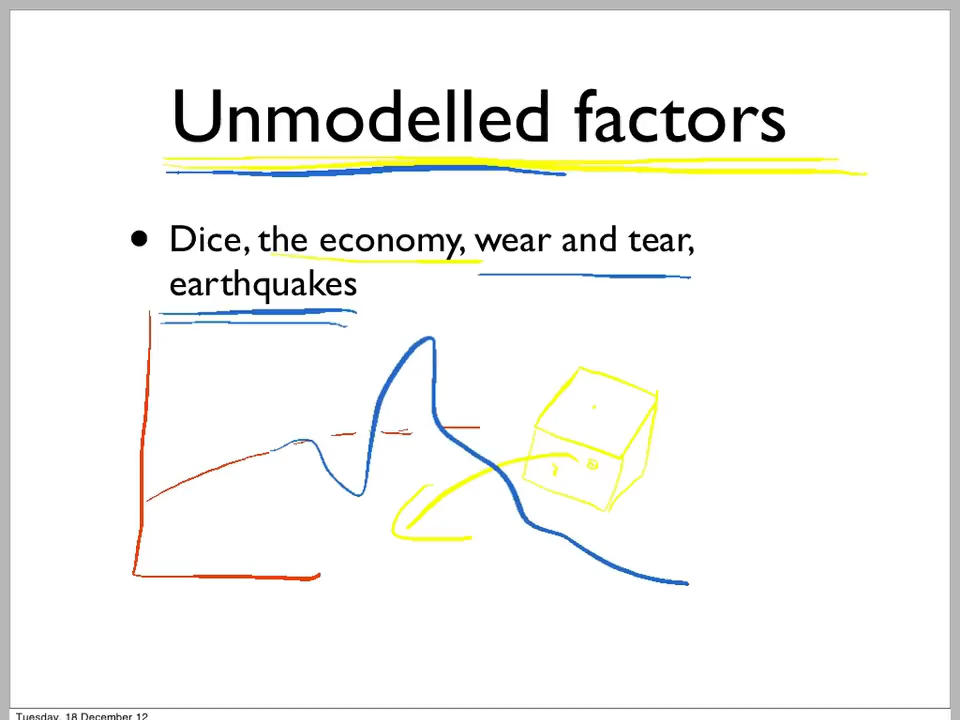 Unmodelled factors
• Dice, the economy, wear and tear,
earthquakes
Tuesday, 18 December 12